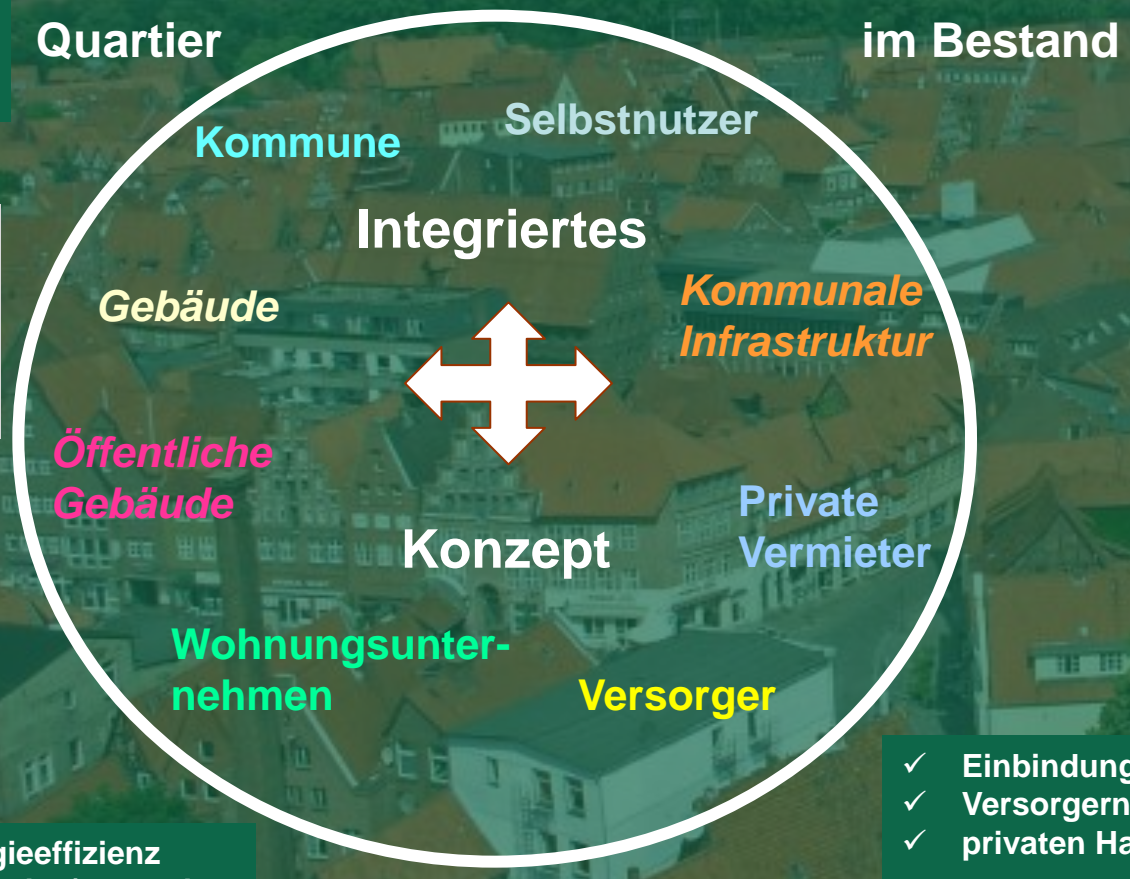 Quartier im Bestand
Kommune
Selbstnutzer
Integriertes
Gebäude
Kommunale
Infrastruktur
Öffentliche
Gebäude
Private
Vermieter
Konzept
Wohnungsunter-
nehmen
Versorger
✓ Einbindung
✓ Versorgern
✓ privaten
gieeffizienz